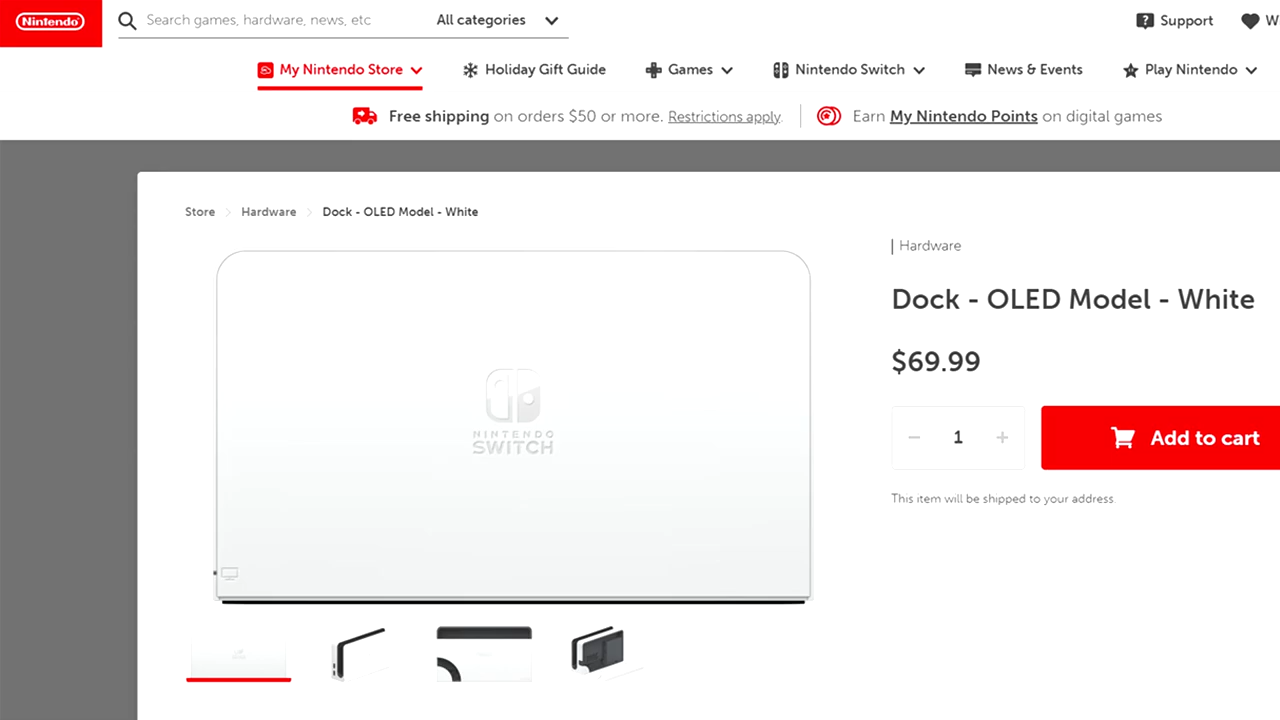 Nintendo
Search games, hardware, news, etc
All categories
Support
W
My Nintendo Store
Holiday Gift Guide
Games
Nintendo Switch
News & Events
Play Nintendo
Free shipping on orders $50 or more. Restrictions apply.
Earn My Nintendo Points on digital games
Store
Hardware
Dock - OLED Model - White
NINTENDO
SWITCH
Hardware
Dock - OLED Model - White
$69.99
1
Add to cart
This item will be shipped to your address.